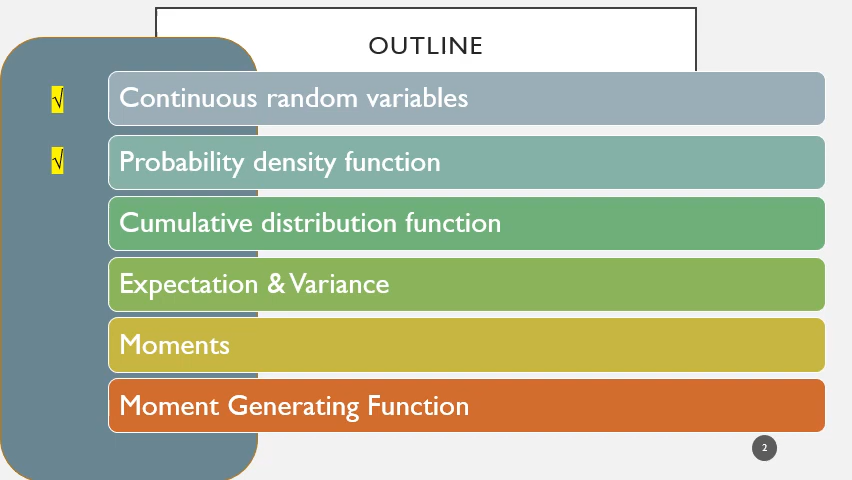 OUTLINE
√ Continuous random variables
√ Probability density function
Cumulative distribution function
Expectation & Variance
Moments
Moment Generating Function
2